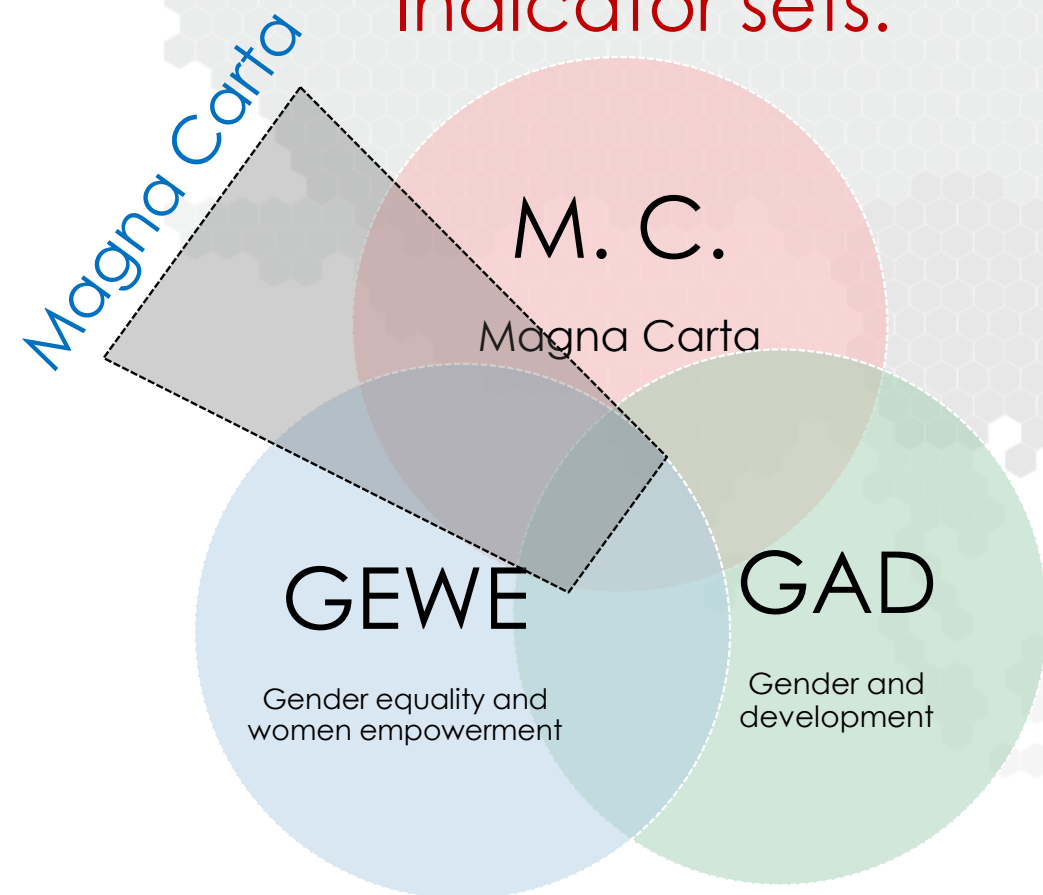 Indicator sets.
Magna Carta
M. C.
Magna Carta
GEWE
Gender equality and
women empowerment
GAD
Gender and
development